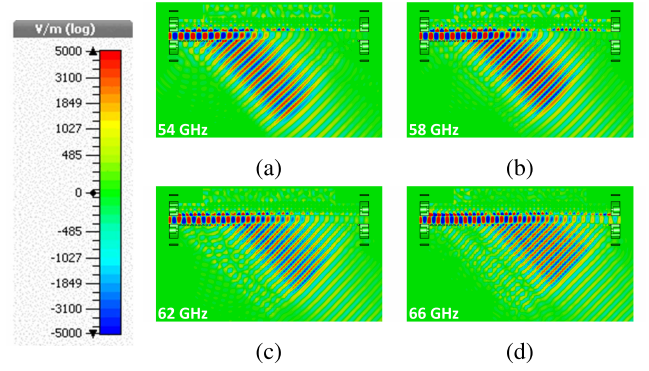 V/m (log)
5000
3100
1849
1027
485
0
-485
-1027
-1849
-3100
-5000
54 GHz
58 GHz
(a)
(b)
62 GHz
66 GHz
(c)
(d)